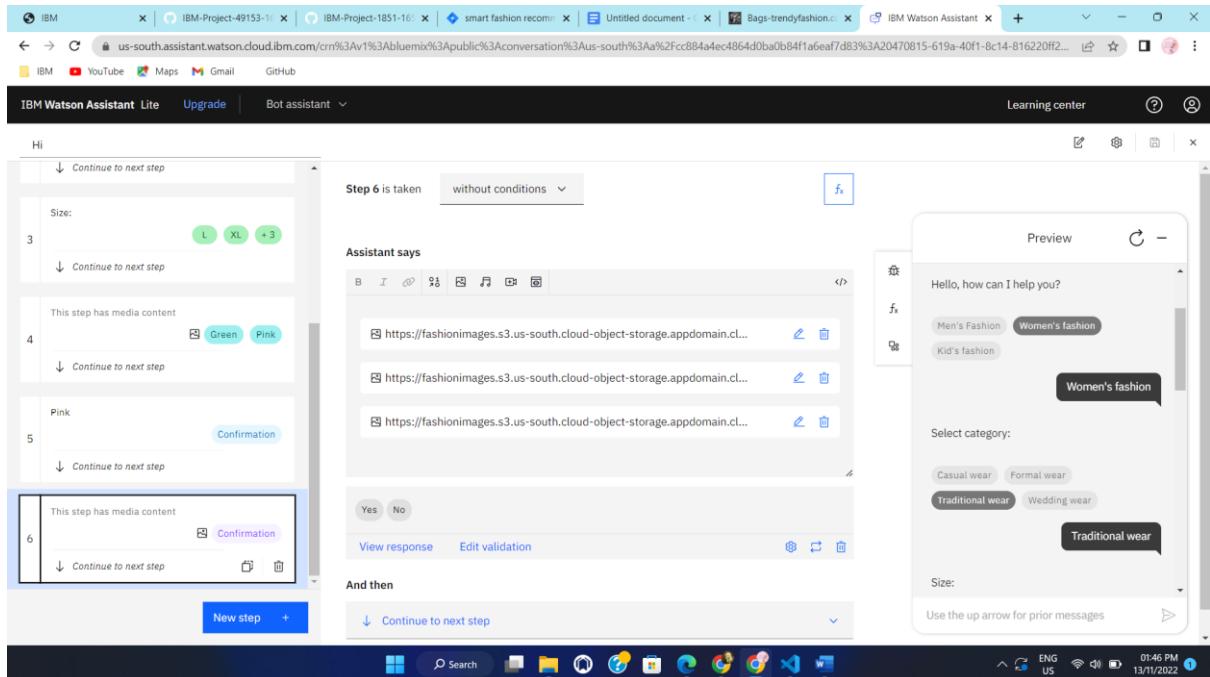 IBM
IBM-Project-49153-16
IBM-Project-1851-165
smart fashion recomm
Untitled document - G
Bags-trendyfashion.c
IBM Watson Assistant
us-south.assistant.watson.cloud.ibm.com/crn%3Av1%3Abluemix%3Apublic%3Aconversation%3Aus-south%3Aa%2Fcc884a4ec4864d0ba0b84f1a6eaf7d83%3A20470815-619a-40f1-8c14-816220ff2...
IBM YouTube Maps Gmail GitHub
IBM Watson Assistant Lite Upgrade Bot assistant Learning center
Hi
Continue to next step
3
Size:
L XL + 3
Continue to next step
4
This step has media content
Green Pink
Continue to next step
5
Pink
Confirmation
Continue to next step
6
This step has media content
Confirmation
Continue to next step
New step +
Step 6 is taken without conditions fx
Assistant says
B I
</>
https://fashionimages.s3.us-south.cloud-object-storage.appdomain.cl...
https://fashionimages.s3.us-south.cloud-object-storage.appdomain.cl...
https://fashionimages.s3.us-south.cloud-object-storage.appdomain.cl...
Yes No
View response Edit validation
And then
Continue to next step
fx
Preview
Hello, how can I help you?
Men's Fashion Women's fashion
Kid's fashion
Women's fashion
Select category:
Casual wear Formal wear
Traditional wear Wedding wear
Traditional wear
Size:
Use the up arrow for prior messages
Search
ENG
US
01:46 PM
13/11/2022
1